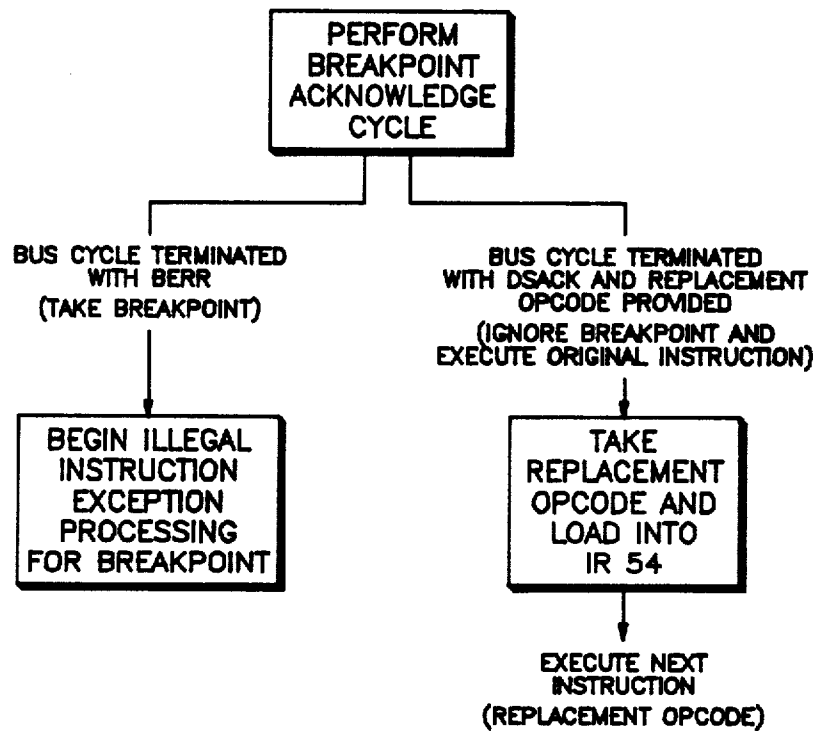 PERFORM
BREAKPOINT
ACKNOWLEDGE
CYCLE
BUS CYCLE TERMINATED
WITH BERR
(TAKE BREAKPOINT)
BUS CYCLE TERMINATED
WITH DSACK AND REPLACEMENT
OPCODE PROVIDED
(IGNORE BREAKPOINT AND
EXECUTE ORIGINAL INSTRUCTION)
BEGIN ILLEGAL
INSTRUCTION
EXCEPTION
PROCESSING
FOR BREAKPOINT
TAKE
REPLACEMENT
OPCODE AND
LOAD INTO
IR 54
EXECUTE NEXT
INSTRUCTION
(REPLACEMENT OPCODE)